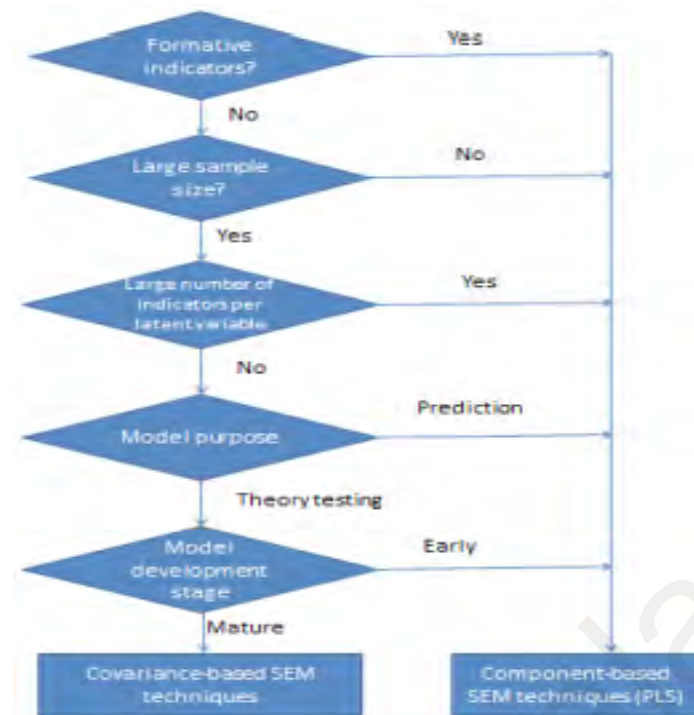 Formative
indicators?
Yes
No
Large sample
size?
No
Yes
Large number of
indicators per
latent variable
Yes
No
Model purpose
Prediction
Theory testing
Model
development
stage
Early
Mature
Covariance-based SEM
techniques
Component-based
SEM techniques (PLS)